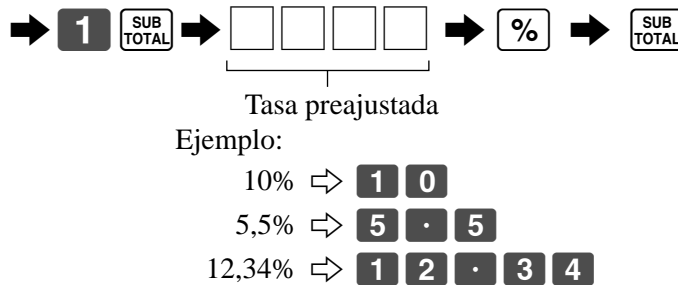 1 SUB TOTAL % SUB TOTAL
Tasa preajustada
Ejemplo:
10% 1 0
5,5% 5 · 5
12,34% 1 2 · 3 4